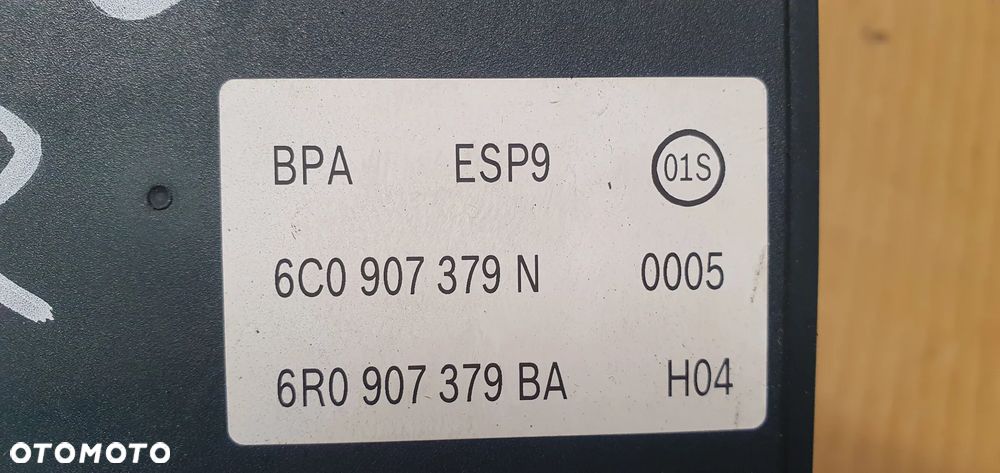 BPA ESP9 01S
6C0 907 379 N 0005
6R0 907 379 BA H04
OTOMOTO